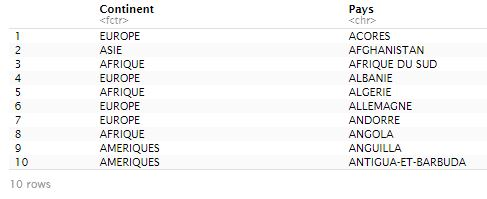 Continent Pays
<fctr> <chr>
1 EUROPE ACORES
2 ASIE AFGHANISTAN
3 AFRIQUE AFRIQUE DU SUD
4 EUROPE ALBANIE
5 AFRIQUE ALGERIE
6 EUROPE ALLEMAGNE
7 EUROPE ANDORRE
8 AFRIQUE ANGOLA
9 AMERIQUES ANGUILLA
10 AMERIQUES ANTIGUA-ET-BARBUDA
10 rows